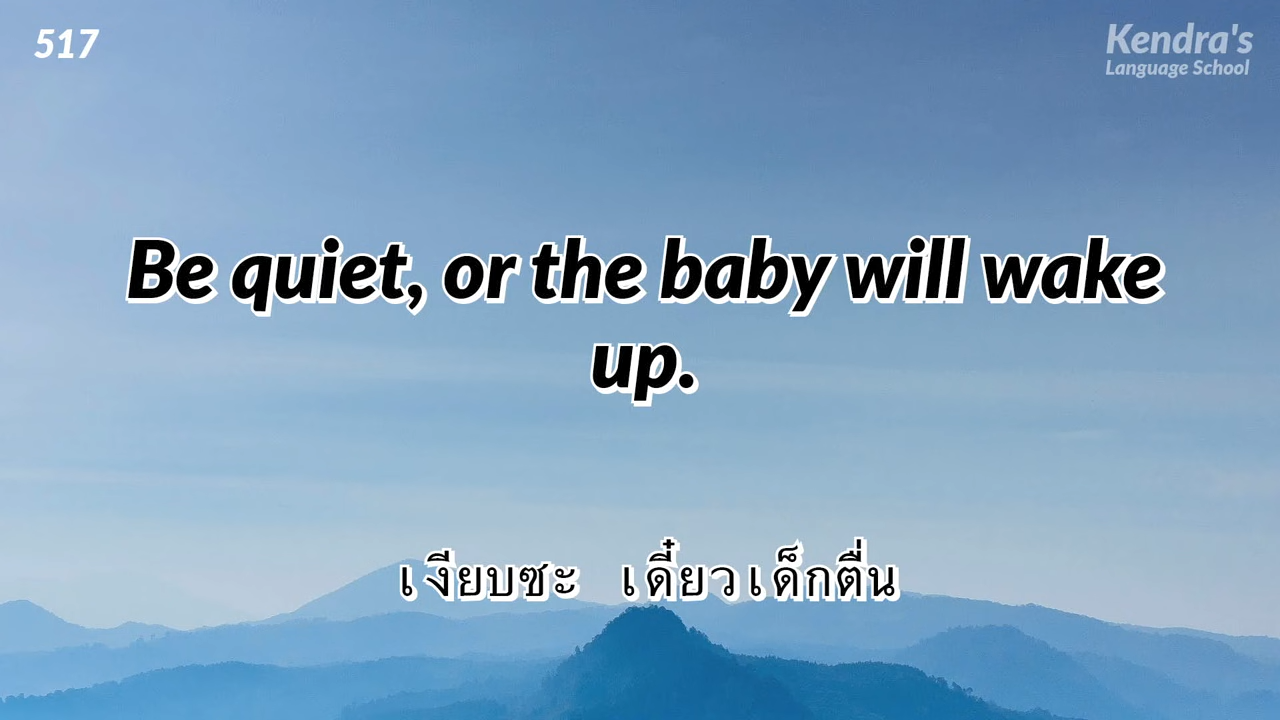 517
Kendra's
Language School
Be quiet, or the baby will wake
up.
เงียบซะ เดี๋ยวเด็กตื่น